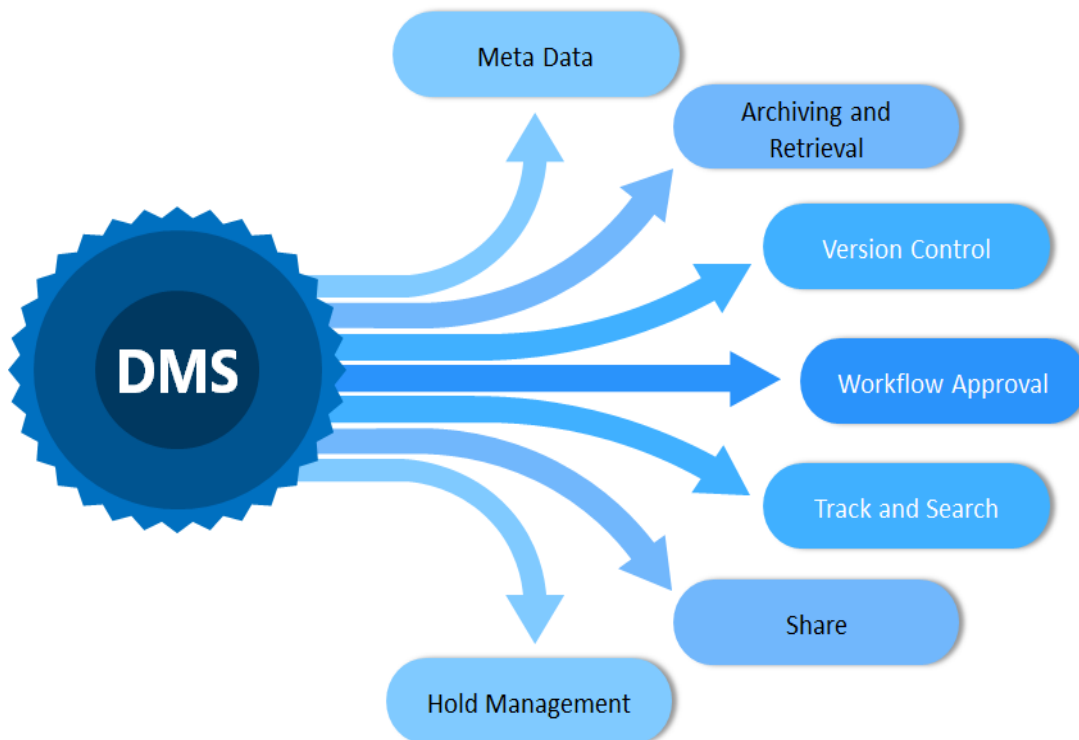 Meta Data
Archiving and
Retrieval
Version Control
DMS
Workflow Approval
Track and Search
Share
Hold Management